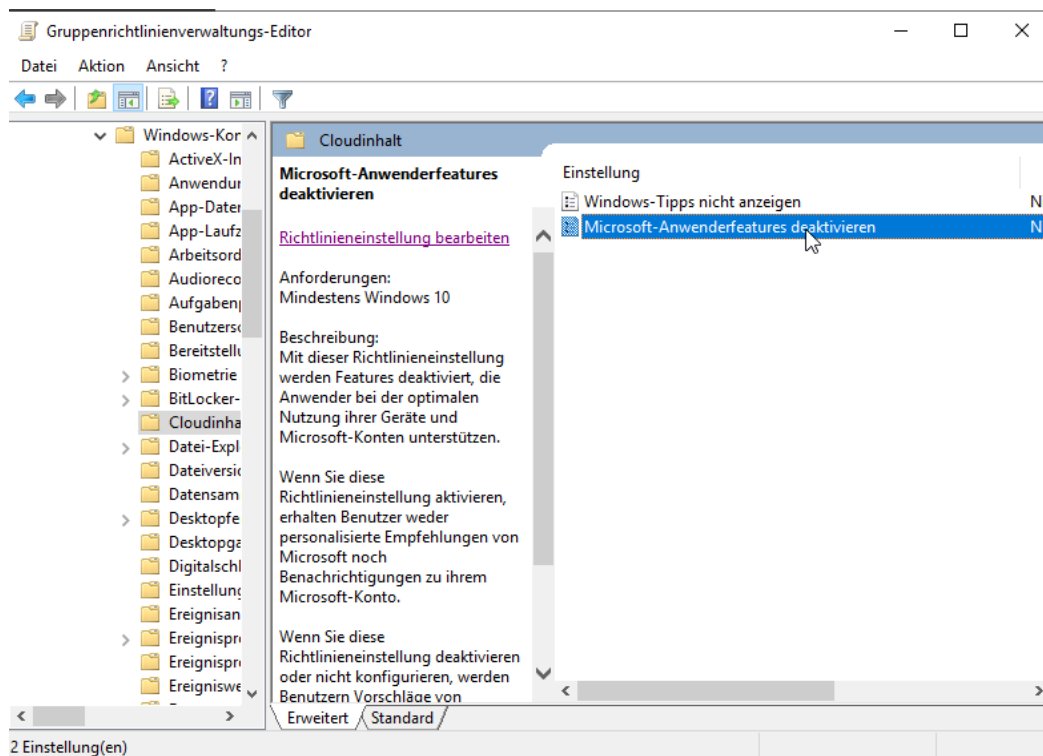 Gruppenrichtlinienverwaltungs-Editor
Datei Aktion Ansicht ?
Windows-Kor
ActiveX-In
Anwendur
App-Daten
App-Laufz
Arbeitsord
Audioreco
Aufgaben
Benutzers
Bereitstell
Biometrie
BitLocker-
Cloudinha
Datei-Expl
Dateiversi
Datensam
Desktopfe
Desktopga
Digitalsch
Einstellun
Ereignisan
Ereignispr
Ereignispr
Ereigniswe
Cloudinhalt
Microsoft-Anwenderfeatures
deaktivieren
Richtlinieneinstellung bearbeiten
Anforderungen:
Mindestens Windows 10
Beschreibung:
Mit dieser Richtlinieneinstellung
werden Features deaktiviert, die
Anwender bei der optimalen
Nutzung ihrer Geräte und
Microsoft-Konten unterstützen.
Wenn Sie diese
Richtlinieneinstellung aktivieren,
erhalten Benutzer weder
personalisierte Empfehlungen von
Microsoft noch
Benachrichtigungen zu ihrem
Microsoft-Konto.
Wenn Sie diese
Richtlinieneinstellung deaktivieren
oder nicht konfigurieren, werden
Benutzern Vorschläge von
Einstellung
Windows-Tipps nicht anzeigen N
Microsoft-Anwenderfeatures deaktivieren N
Erweitert Standard
2 Einstellung(en)